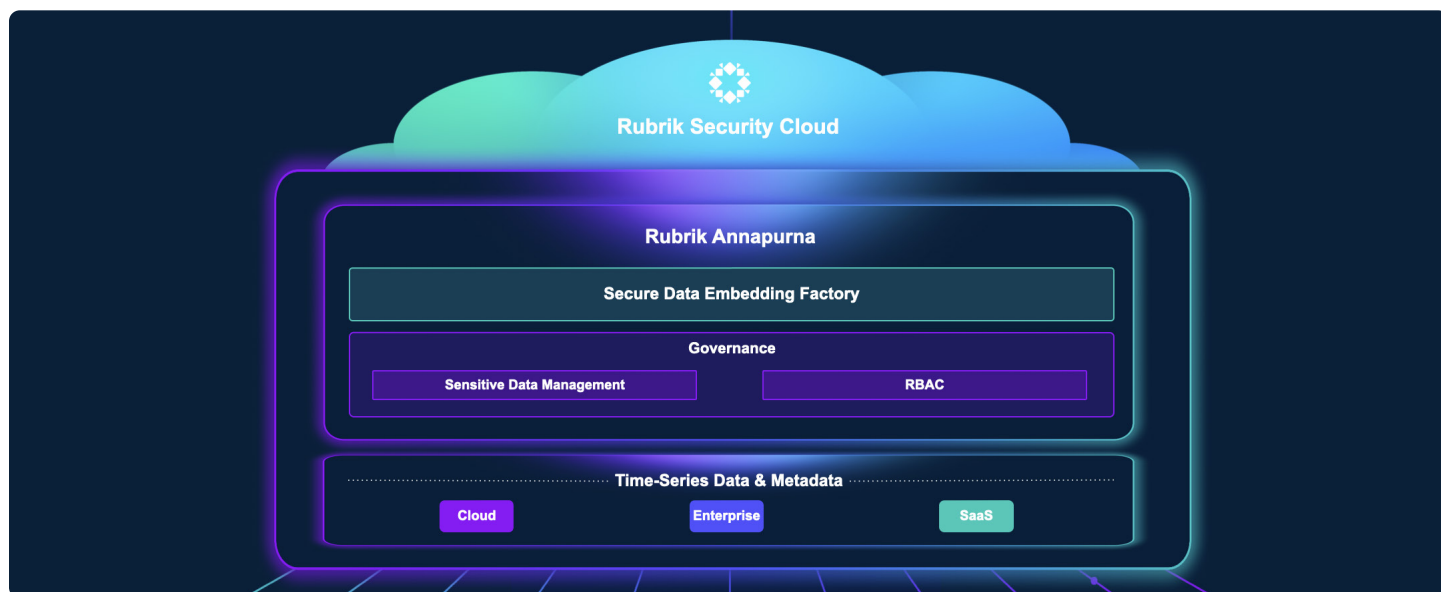 Rubrik Security Cloud
Rubrik Annapurna
Secure Data Embedding Factory
Governance
Sensitive Data Management
RBAC
Time-Series Data & Metadata
Cloud
Enterprise
SaaS